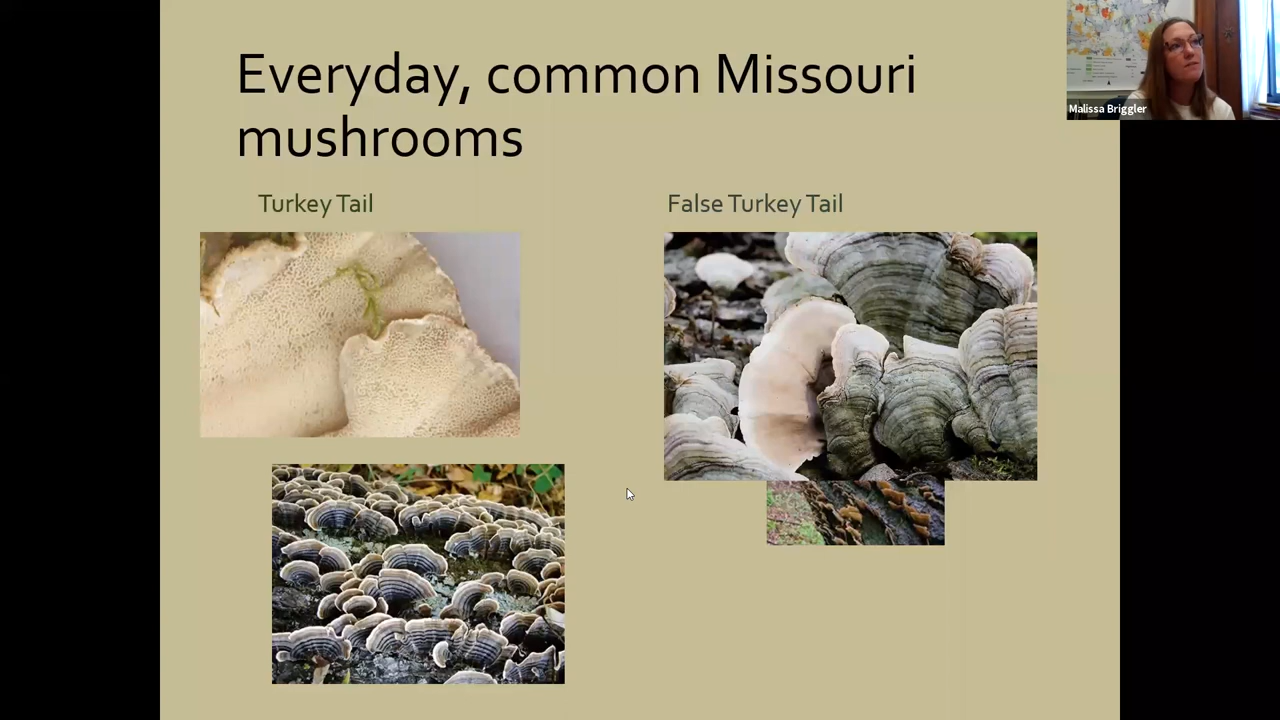 Everyday, common Missouri
mushrooms
Turkey Tail
False Turkey Tail
Malissa Briggler